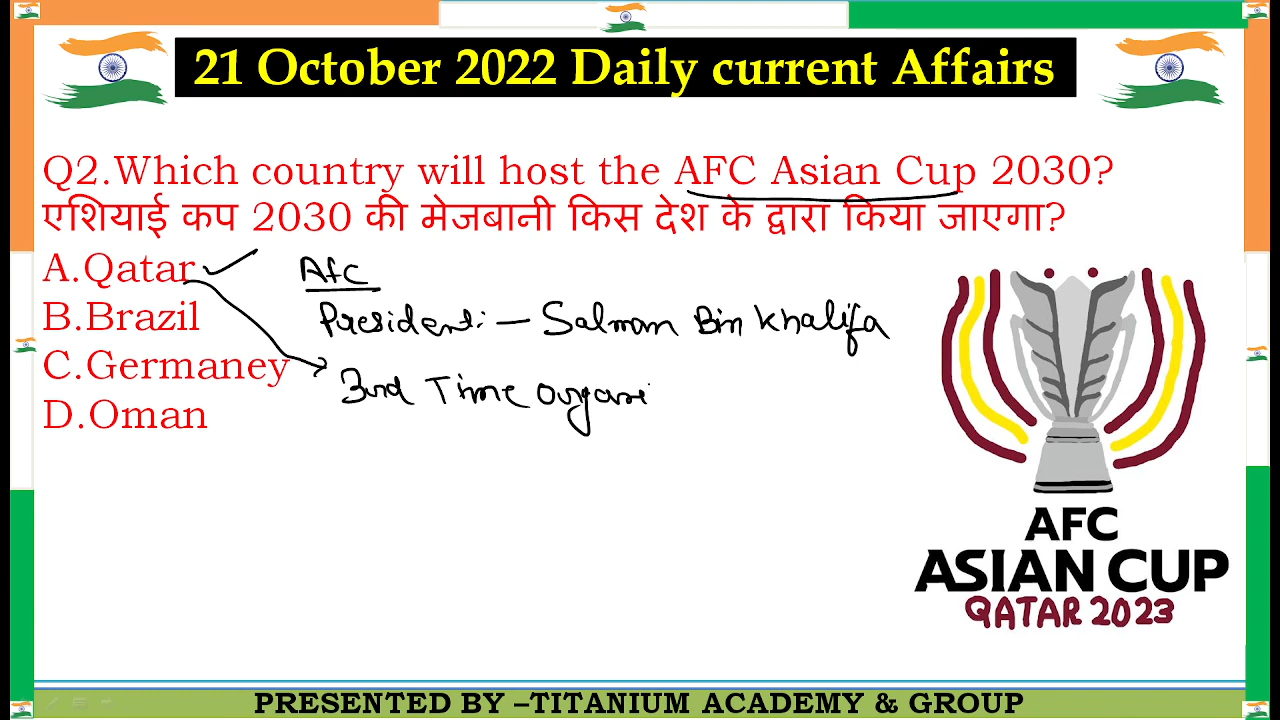 21 October 2022 Daily current Affairs
Q2.Which country will host the AFC Asian Cup 2030?
एशियाई कप 2030 की मेजबानी किस देश के द्वारा किया जाएगा?
A.Qatar
B.Brazil
C.Germaney
D.Oman
AfC
President:- Salman Bin Khalifa
3rd Time organi
AFC
ASIAN CUP
QATAR 2023
PRESENTED BY –TITANIUM ACADEMY & GROUP